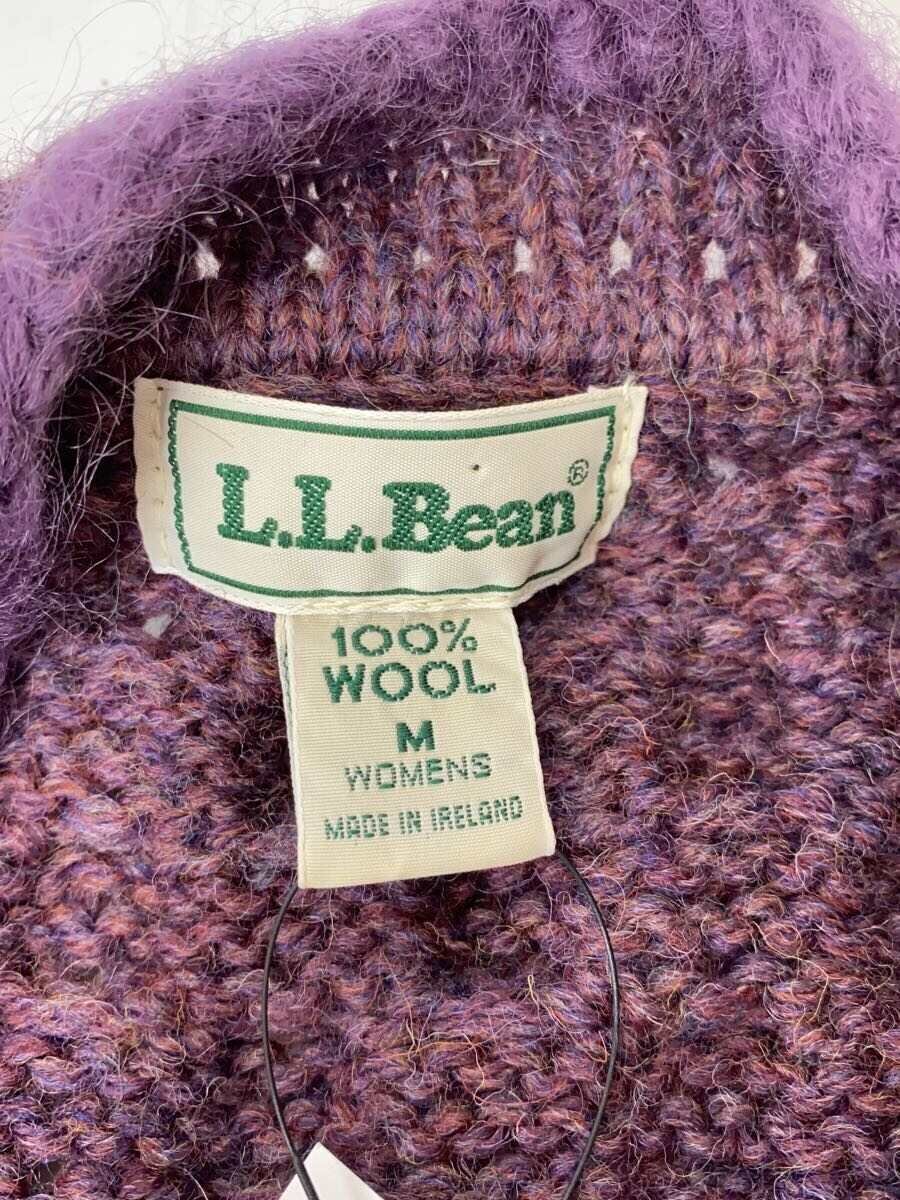 L.L.Bean®
100%
WOOL
M
WOMENS
MADE IN IRELAND